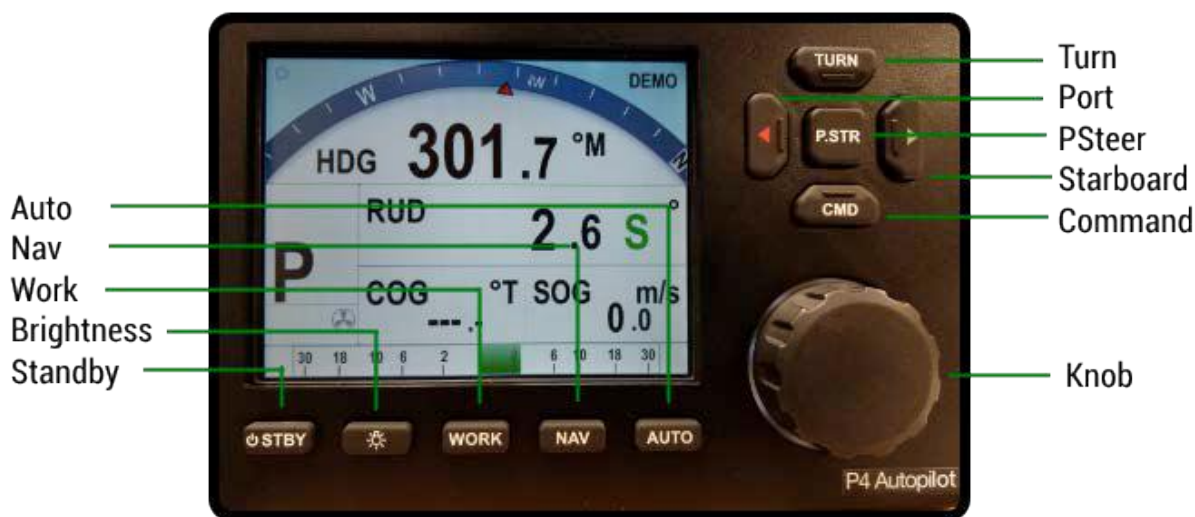 TURN
Turn
W
W
DEMO
Port
P.STR
PSteer
HDG 301.7 °M
N
Starboard
CMD
Command
Auto
RUD
2.6 S °
Nav
P
Work
COG °T SOG m/s
Brightness
---.- 0.0
30 18 10 6 2 6 10 18 30
Standby
Knob
STBY
WORK
NAV
AUTO
P4 Autopilot